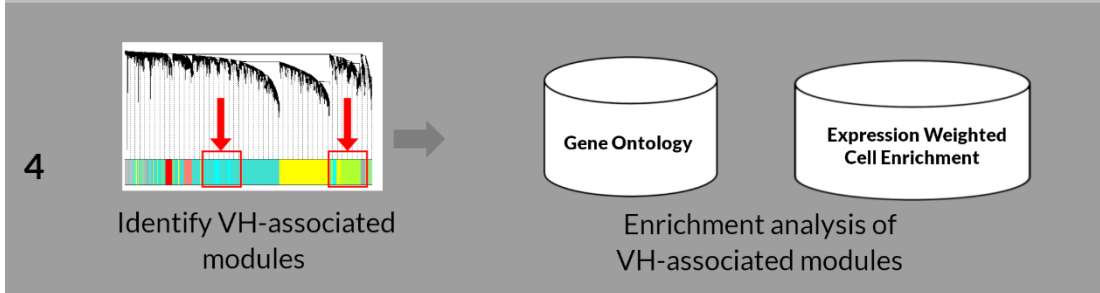 4
Identify VH-associated
modules
Gene Ontology
Expression Weighted
Cell Enrichment
Enrichment analysis of
VH-associated modules